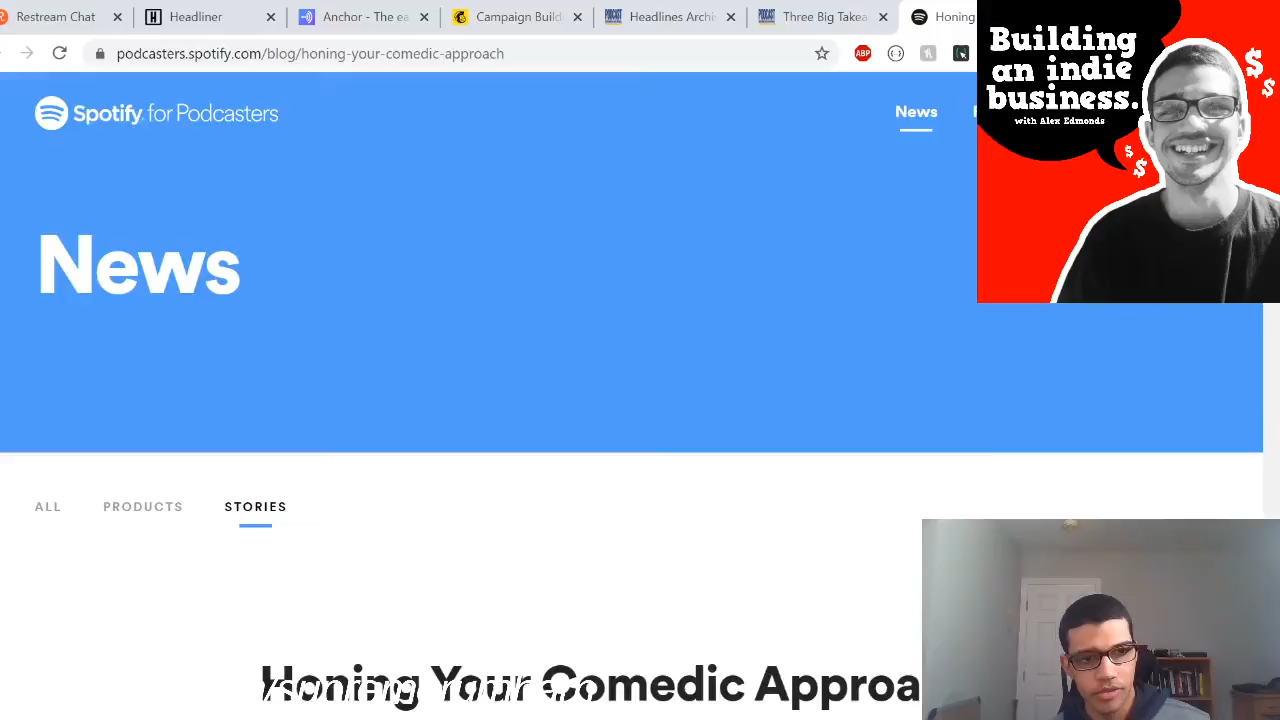 Restream Chat
Headliner
Anchor - The ea
Campaign Build
Headlines Archi
Three Big Takea
Honing
podcasters.spotify.com/blog/honing-your-comedic-approach
ABP
Spotify for Podcasters
News
Building
an indie
business.
with Alex Edmonds
$
$
$
$
News
ALL
PRODUCTS
STORIES
Honing Your Comedic Approa